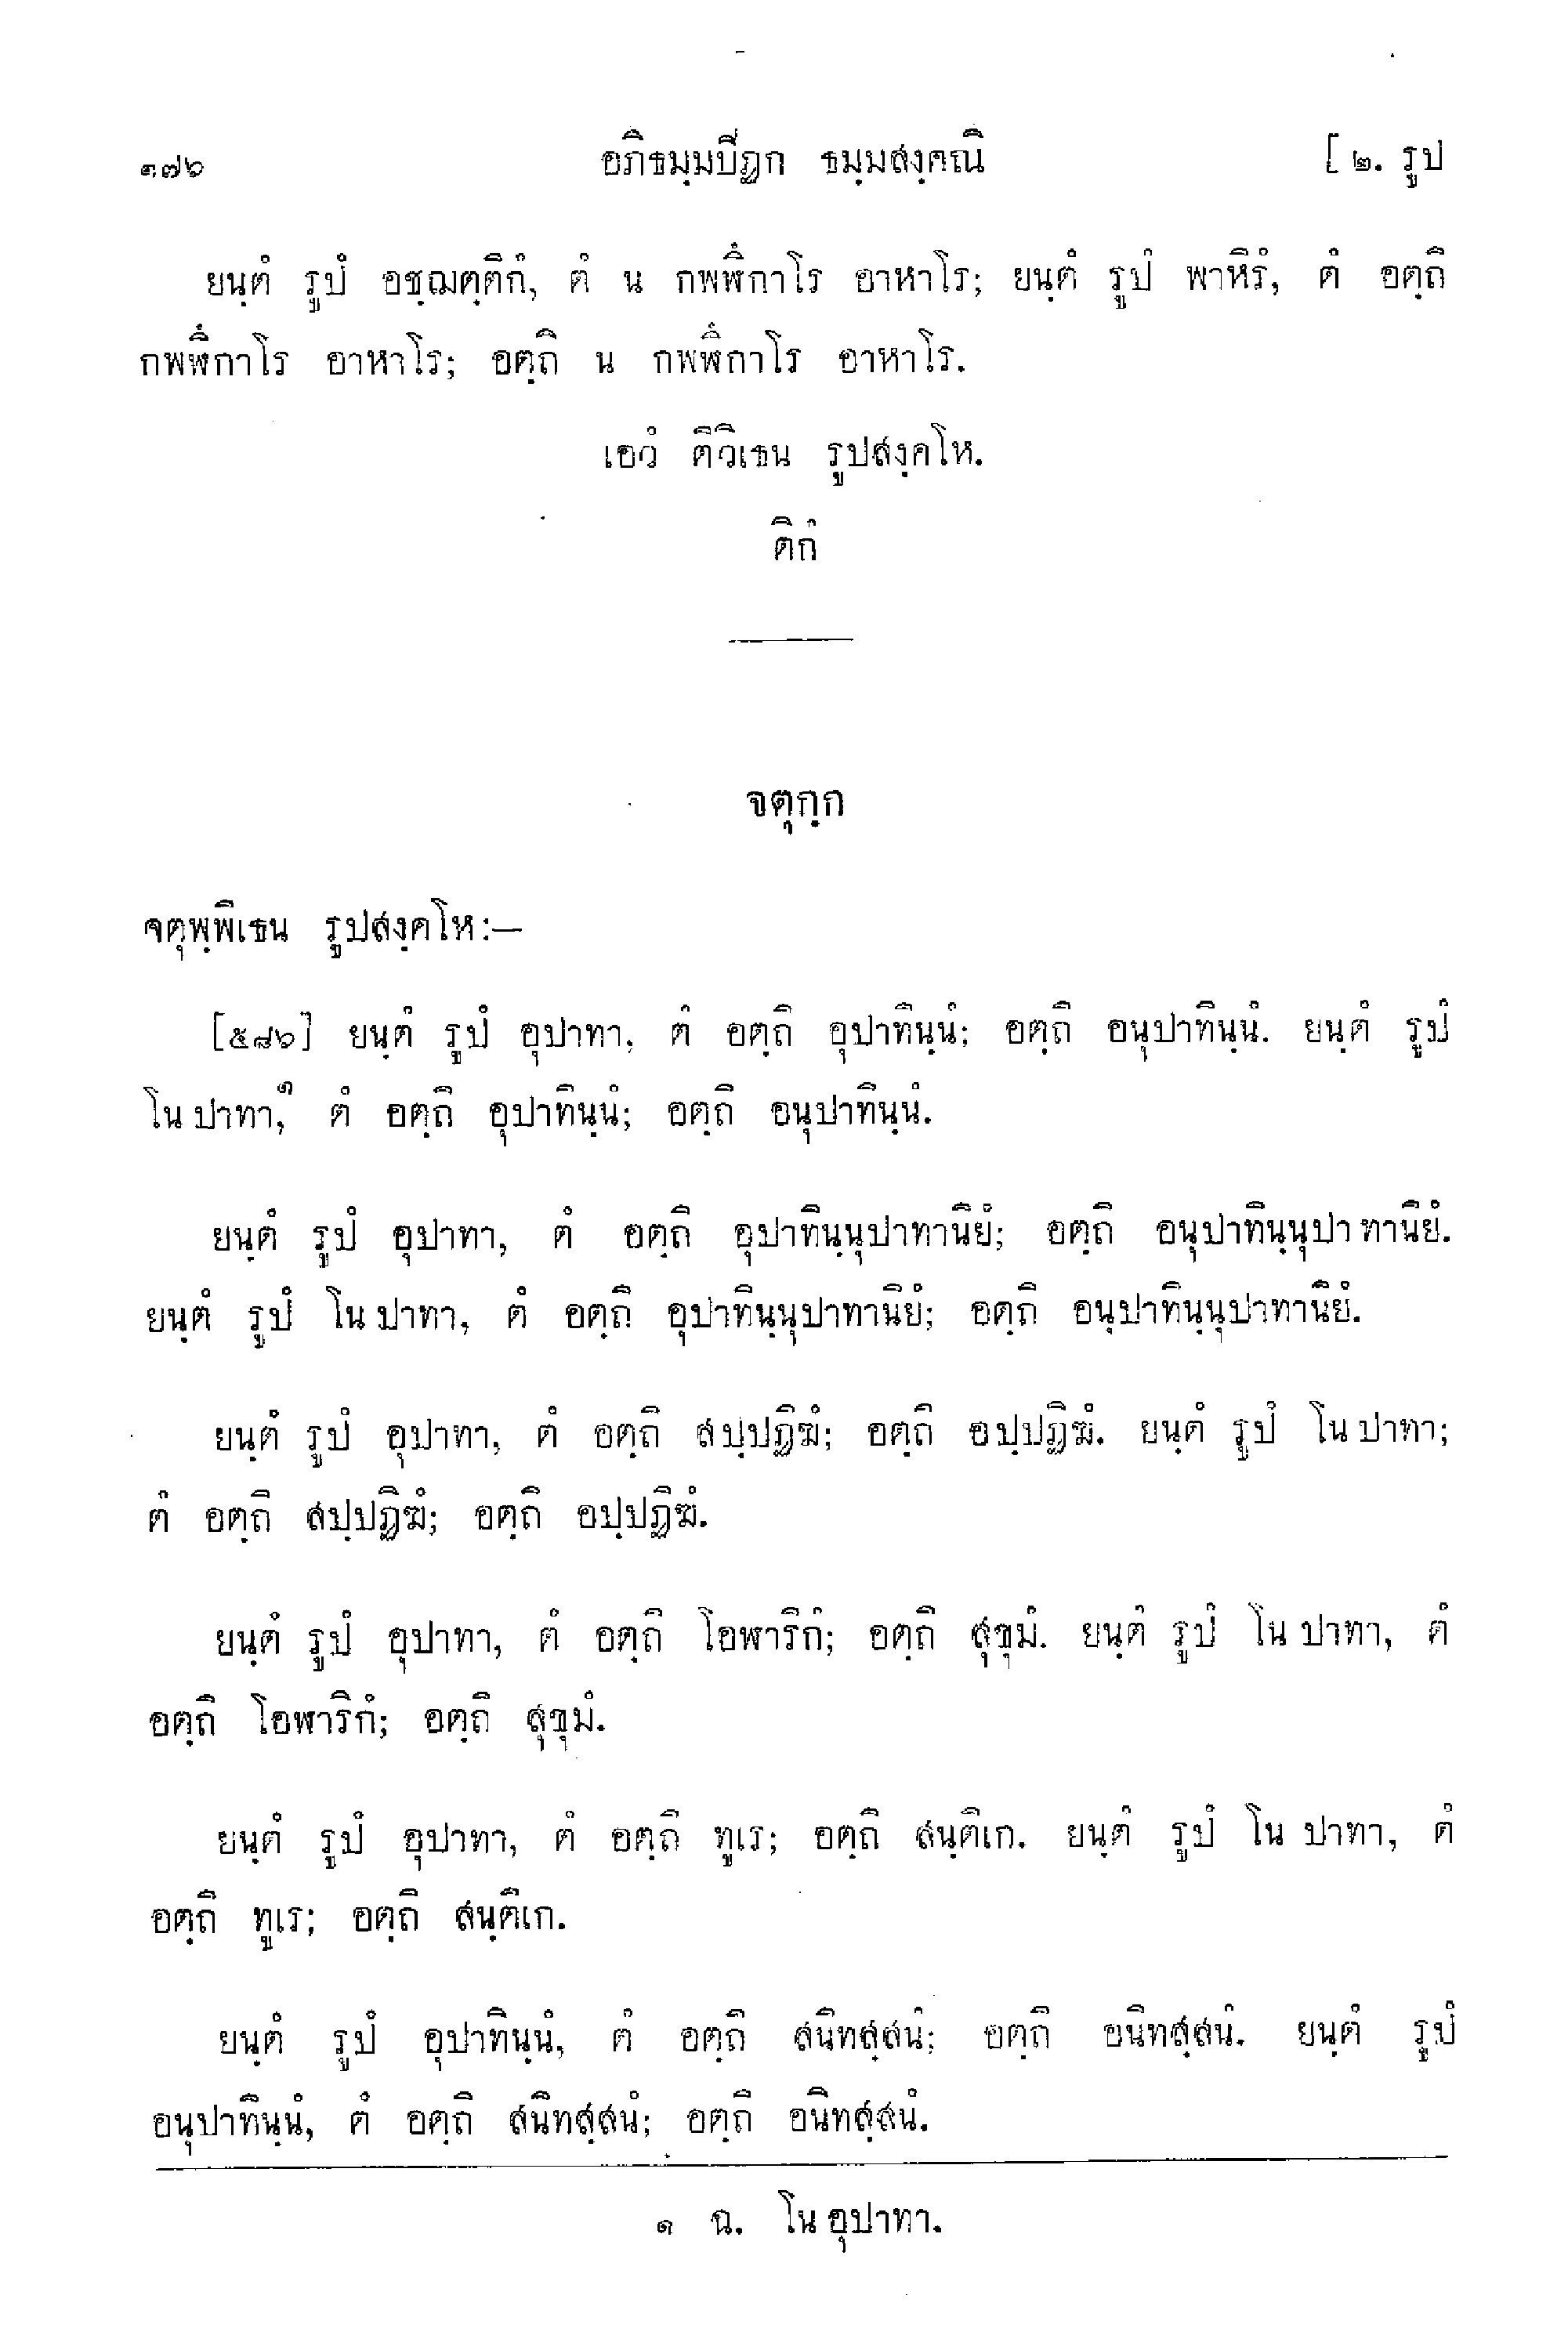 ๑๗๖ อภิธมฺมปีฏก ธมฺมสงฺคณี [ ๒. รูป
ยนฺตํ รูปํ อชฺฌตฺติกํ, ตํ น กพฬึกาโร อาหาโร; ยนฺตํ รูปํ พาหิรํ, ตํ อตฺถิ
กพฬึกาโร อาหาโร; อตฺถิ น กพฬึกาโร อาหาโร.
เอวํ ติวิเธน รูปสงฺคโห.
ติกํ
จตุกฺก
จตุพฺพิเธน รูปสงฺคโห:—
[๕๘๖] ยนฺตํ รูปํ อุปาทา, ตํ อตฺถิ อุปาทินฺนํ; อตฺถิ อนุปาทินฺนํ. ยนฺตํ รูปํ
โน ปาทา,๑ ตํ อตฺถิ อุปาทินฺนํ; อตฺถิ อนุปาทินฺนํ.
ยนฺตํ รูปํ อุปาทา, ตํ อตฺถิ อุปาทินฺนุปาทานิยํ; อตฺถิ อนุปาทินฺนุปาทานิยํ.
ยนฺตํ รูปํ โน ปาทา, ตํ อตฺถิ อุปาทินฺนุปาทานิยํ; อตฺถิ อนุปาทินฺนุปาทานิยํ.
ยนฺตํ รูปํ อุปาทา, ตํ อตฺถิ สปฺปฏิฆํ; อตฺถิ อปฺปฏิฆํ. ยนฺตํ รูปํ โน ปาทา;
ตํ อตฺถิ สปฺปฏิฆํ; อตฺถิ อปฺปฏิฆํ.
ยนฺตํ รูปํ อุปาทา, ตํ อตฺถิ โอฬาริกํ; อตฺถิ สุขุมํ. ยนฺตํ รูปํ โน ปาทา, ตํ
อตฺถิ โอฬาริกํ; อตฺถิ สุขุมํ.
ยนฺตํ รูปํ อุปาทา, ตํ อตฺถิ ทูเร; อตฺถิ สนฺติเก. ยนฺตํ รูปํ โน ปาทา, ตํ
อตฺถิ ทูเร; อตฺถิ สนฺติเก.
ยนฺตํ รูปํ อุปาทินฺนํ, ตํ อตฺถิ สนิทสฺสนํ; อตฺถิ อนิทสฺสนํ. ยนฺตํ รูปํ
อนุปาทินฺนํ, ตํ อตฺถิ สนิทสฺสนํ; อตฺถิ อนิทสฺสนํ.
๑ ฉ. โน อุปาทา.